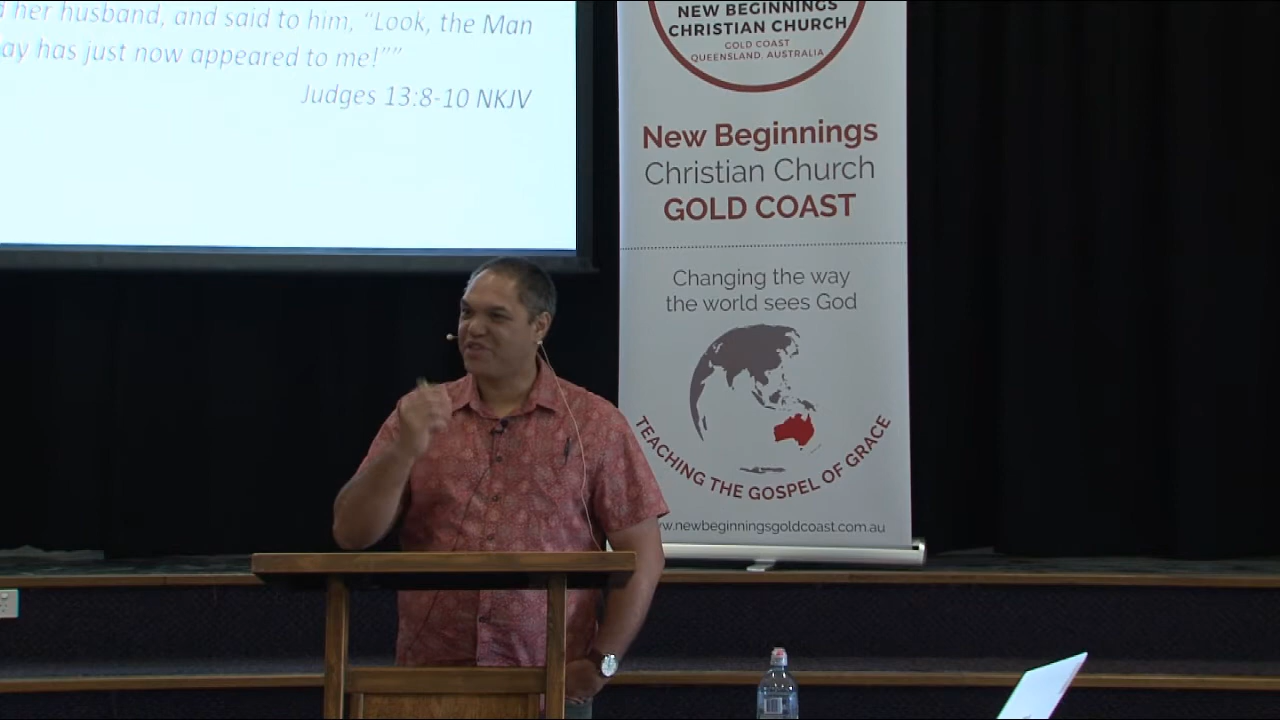 her husband, and said to him, “Look, the Man
ay has just now appeared to me!””
Judges 13:8-10 NKJV
NEW BEGINNINGS
CHRISTIAN CHURCH
GOLD COAST
QUEENSLAND, AUSTRALIA
New Beginnings
Christian Church
GOLD COAST
Changing the way
the world sees God
TEACHING THE GOSPEL OF GRACE
w.newbeginningsgoldcoast.com.au